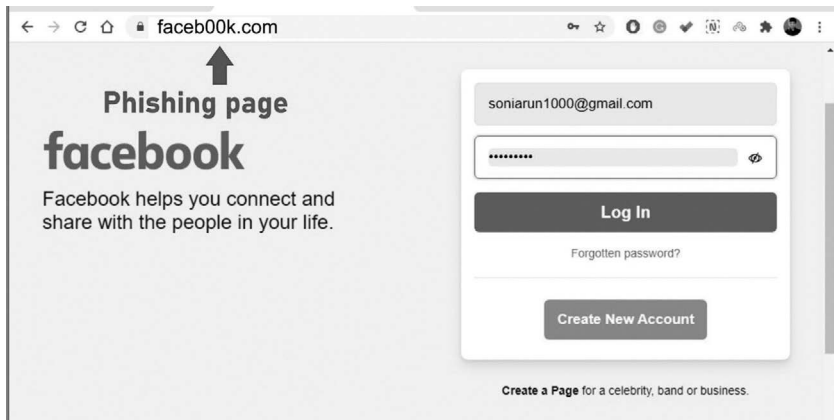 faceb00k.com
Phishing page
facebook
Facebook helps you connect and
share with the people in your life.
soniarun1000@gmail.com
•••••••••
Log In
Forgotten password?
Create New Account
Create a Page for a celebrity, band or business.